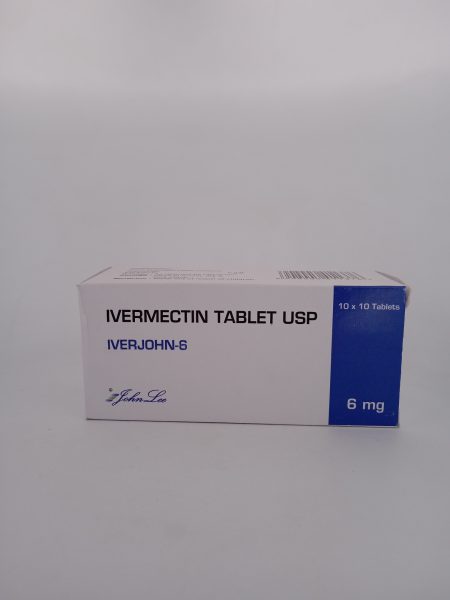 IVERMECTIN TABLET USP
IVERJOHN-6
John Lee
10 x 10 Tablets
6 mg